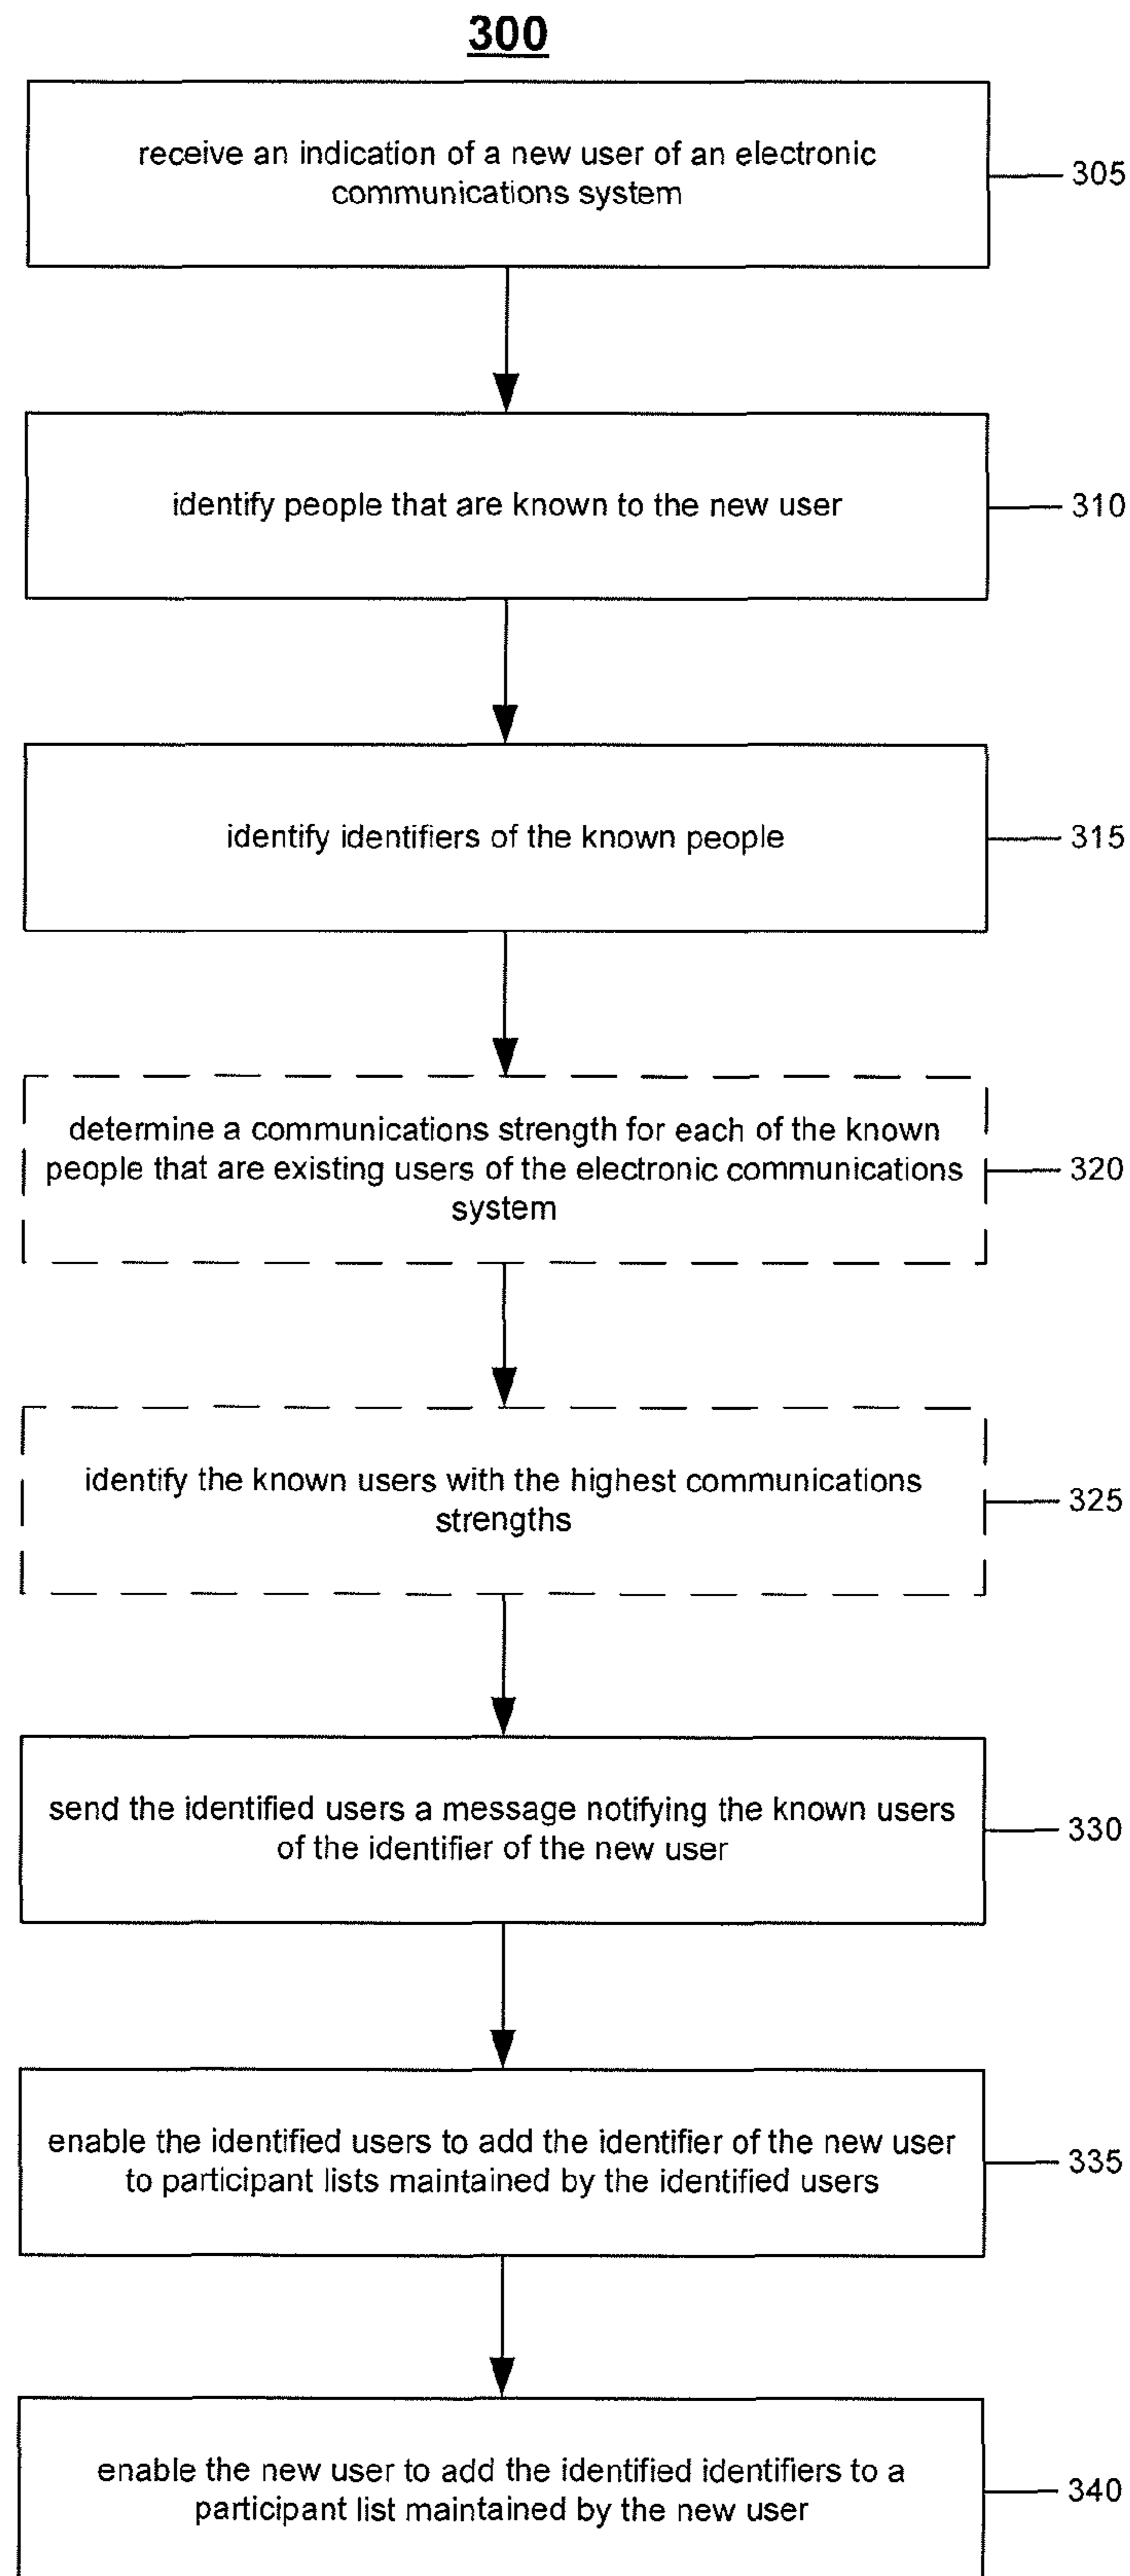 300
receive an indication of a new user of an electronic
communications system
305
identify people that are known to the new user
310
identify identifiers of the known people
315
determine a communications strength for each of the known
people that are existing users of the electronic communications
system
320
identify the known users with the highest communications
strengths
325
send the identified users a message notifying the known users
of the identifier of the new user
330
enable the identified users to add the identifier of the new user
to participant lists maintained by the identified users
335
enable the new user to add the identified identifiers to a
participant list maintained by the new user
340